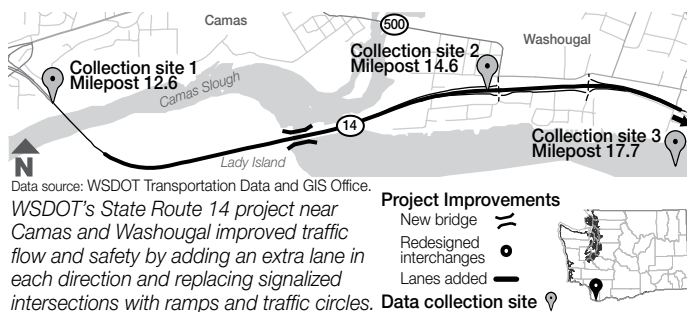 Camas
500
Washougal
Collection site 1
Milepost 12.6
Collection site 2
Milepost 14.6
Camas Slough
14
Collection site 3
Milepost 17.7
Lady Island
N
Data source: WSDOT Transportation Data and GIS Office.
WSDOT's State Route 14 project near
Camas and Washougal improved traffic
flow and safety by adding an extra lane in
each direction and replacing signalized
intersections with ramps and traffic circles.
Project Improvements
New bridge
Redesigned
interchanges
Lanes added
Data collection site